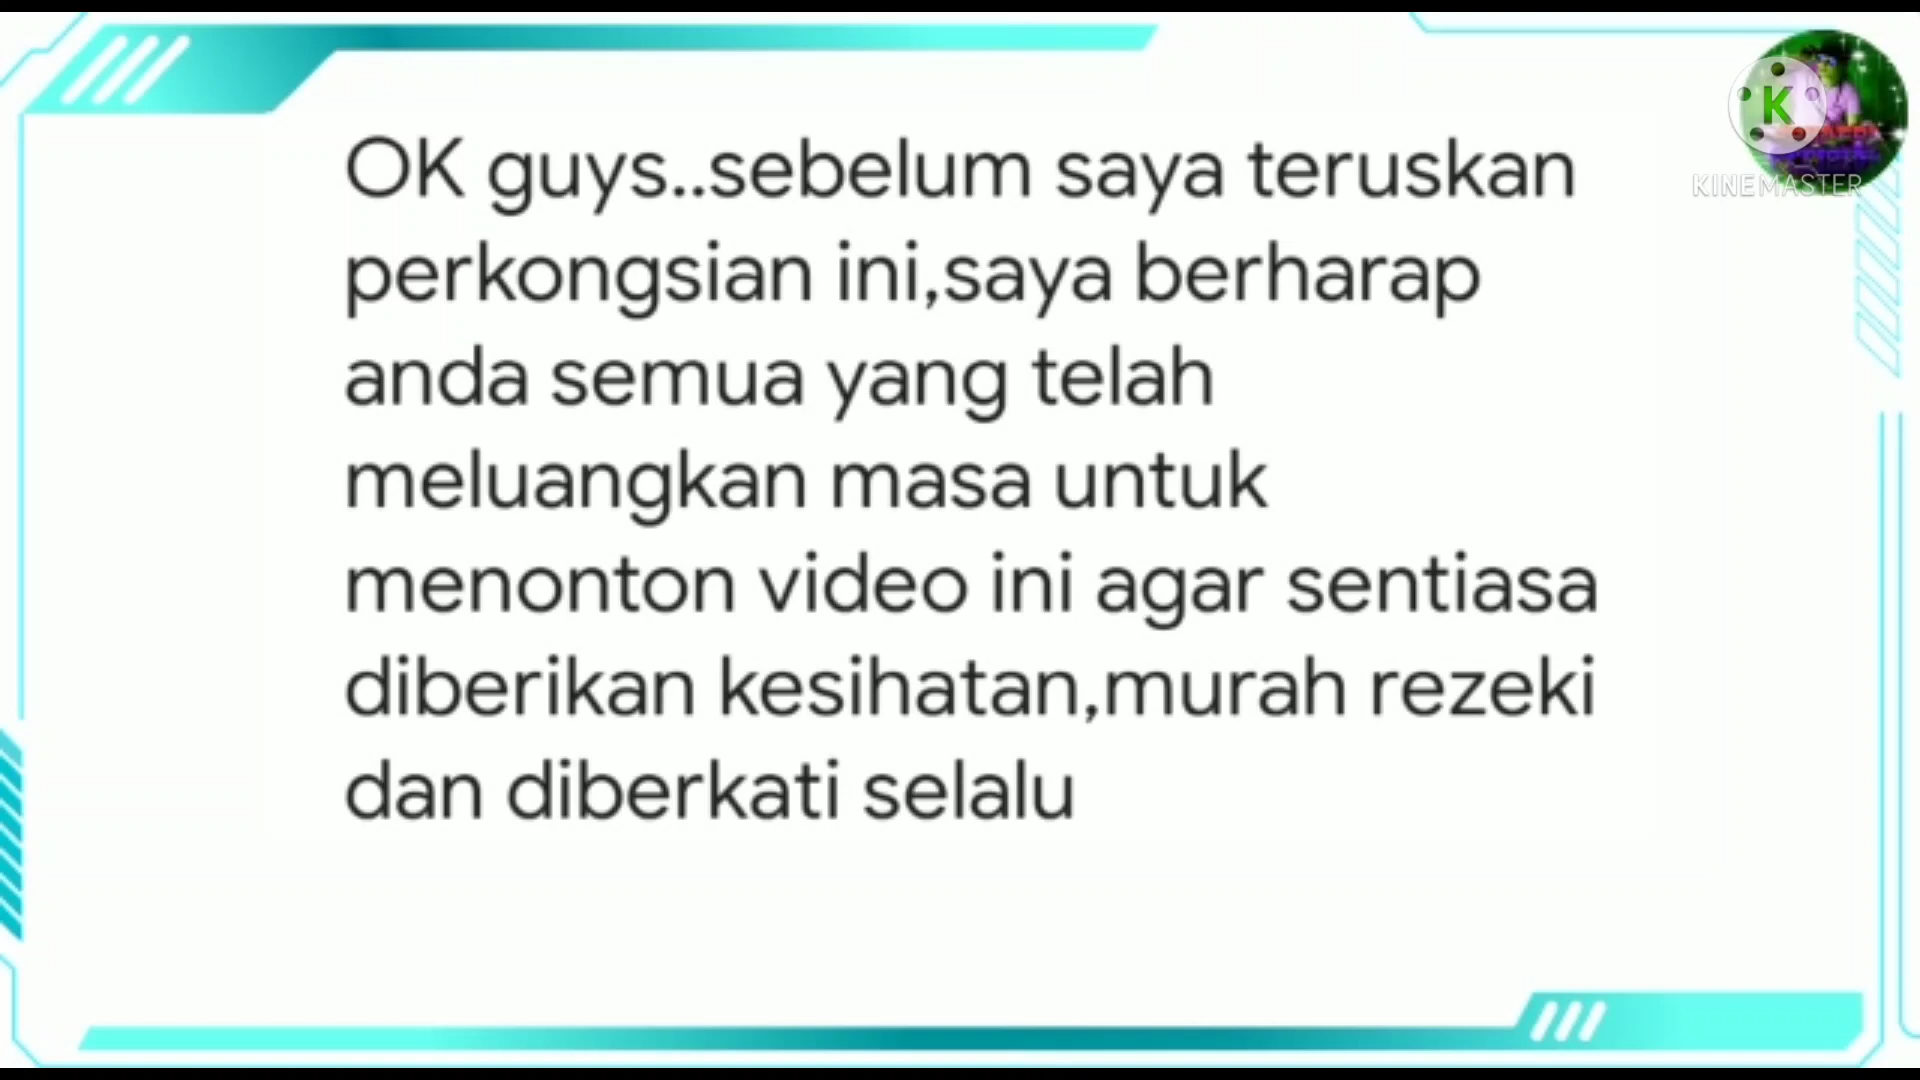 OK guys..sebelum saya teruskan
perkongsian ini,saya berharap
anda semua yang telah
meluangkan masa untuk
menonton video ini agar sentiasa
diberikan kesihatan,murah rezeki
dan diberkati selalu
K
KINEMASTER